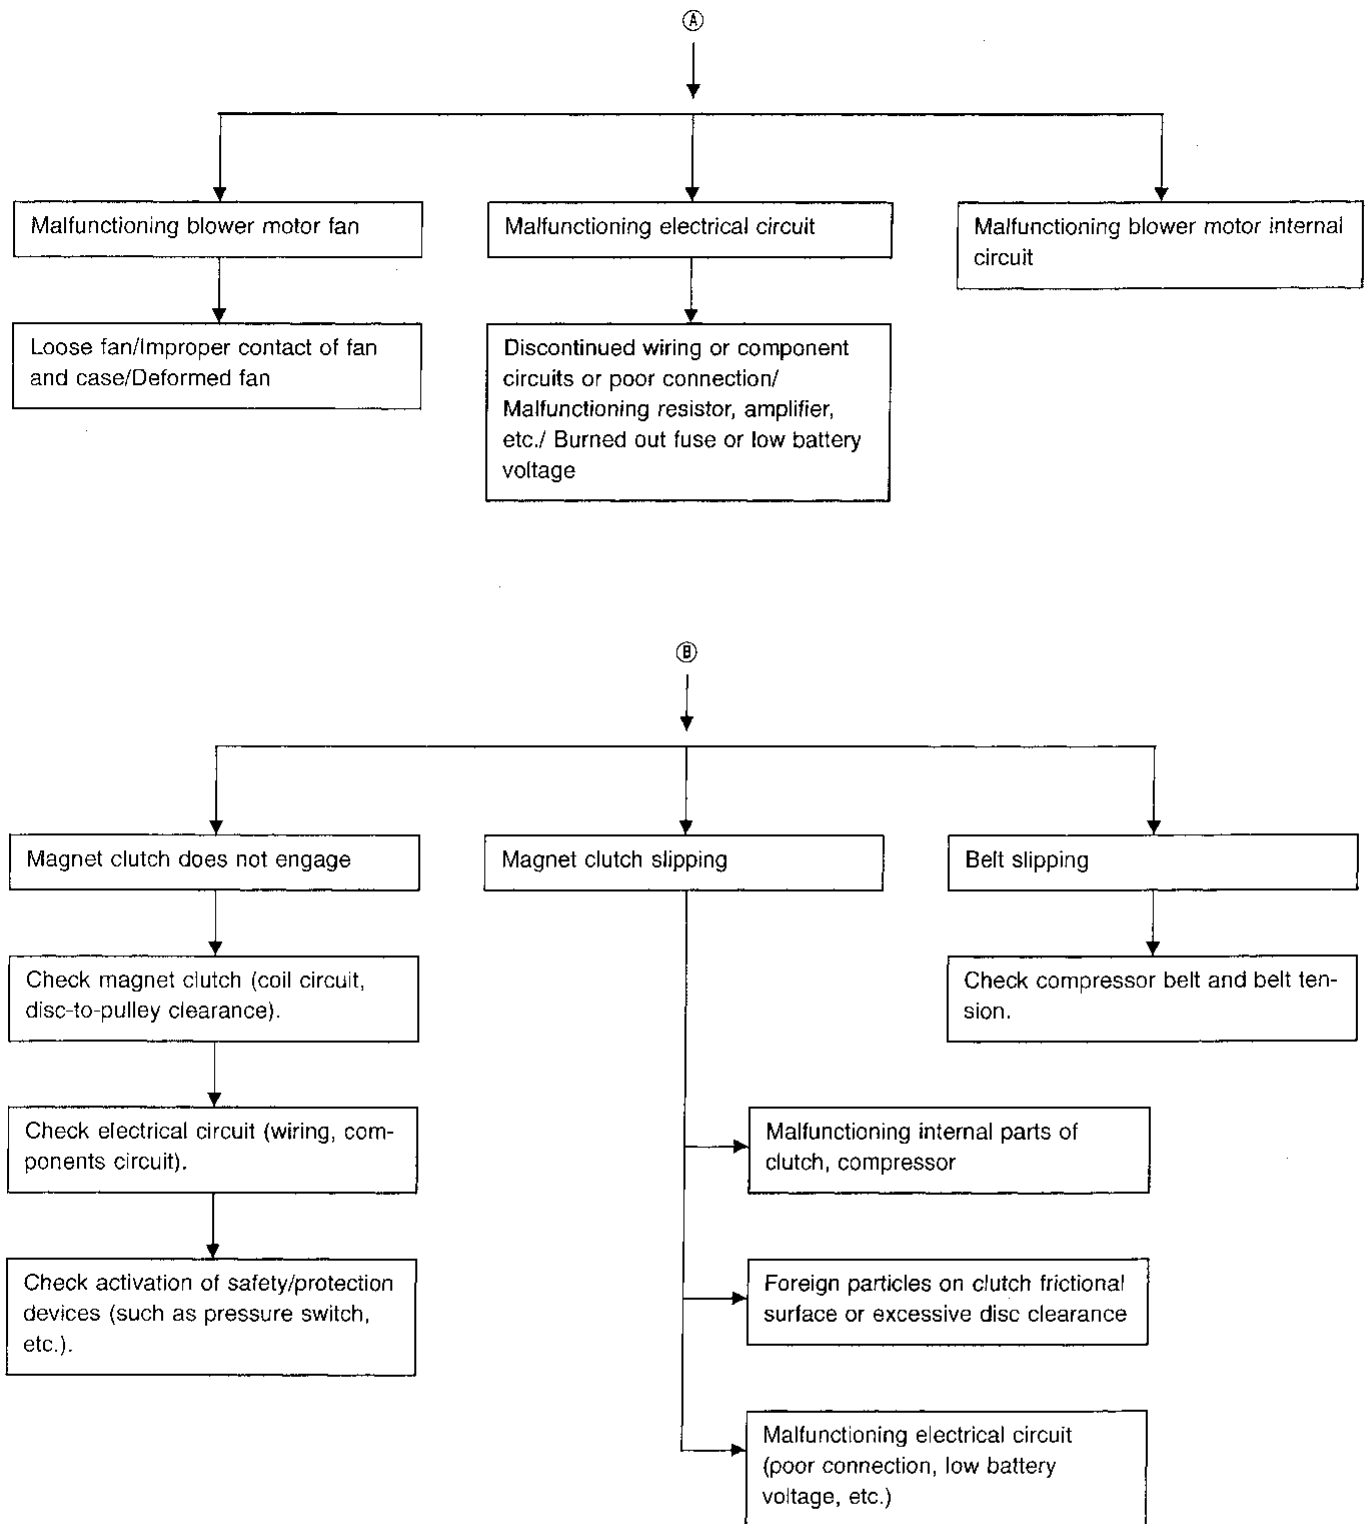 Ⓐ
Malfunctioning blower motor fan
Malfunctioning electrical circuit
Malfunctioning blower motor internal
circuit
Loose fan/Improper contact of fan
and case/Deformed fan
Discontinued wiring or component
circuits or poor connection/
Malfunctioning resistor, amplifier,
etc./ Burned out fuse or low battery
voltage
Ⓑ
Magnet clutch does not engage
Magnet clutch slipping
Belt slipping
Check magnet clutch (coil circuit,
disc-to-pulley clearance).
Check compressor belt and belt ten-
sion.
Check electrical circuit (wiring, com-
ponents circuit).
Malfunctioning internal parts of
clutch, compressor
Check activation of safety/protection
devices (such as pressure switch,
etc.).
Foreign particles on clutch frictional
surface or excessive disc clearance
Malfunctioning electrical circuit
(poor connection, low battery
voltage, etc.)